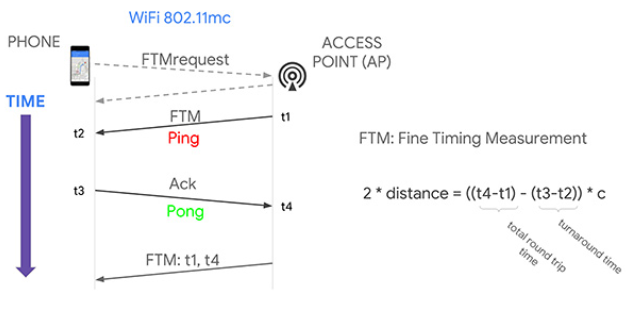 WiFi 802.11mc
PHONE
FTMrequest
ACCESS
POINT (AP)
TIME
FTM
t1
t2
Ping
FTM: Fine Timing Measurement
t3
Ack
t4
Pong
2 * distance = ((t4-t1) - (t3-t2)) * c
total round trip
time
turnaround time
FTM: t1, t4